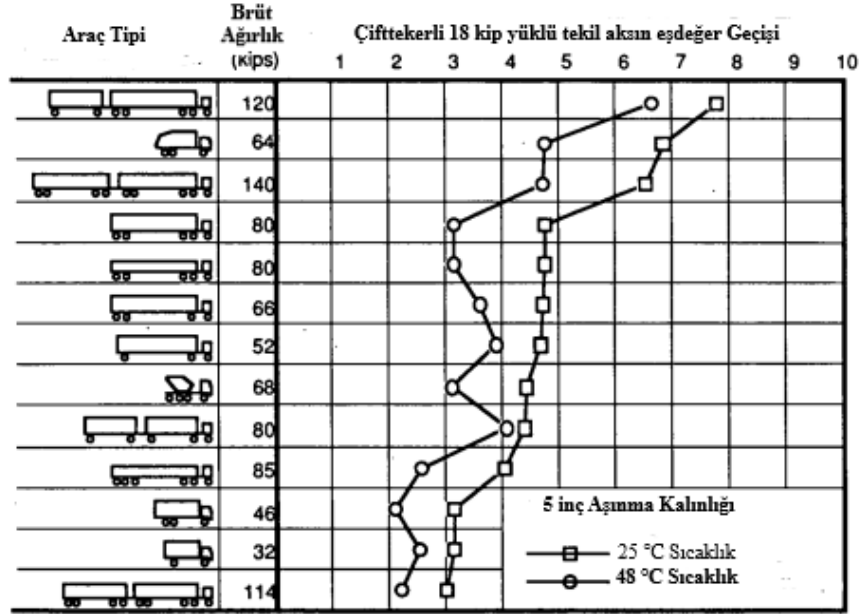 Araç Tipi
Brüt
Ağırlık
(Kips)
Çifttekerli 18 kip yüklü tekil aksın eşdeğer Geçişi
1 2 3 4 5 6 7 8 9 10
120
64
140
80
80
66
52
68
80
85
46
32
114
5 inç Aşınma Kalınlığı
25 °C Sıcaklık
48 °C Sıcaklık